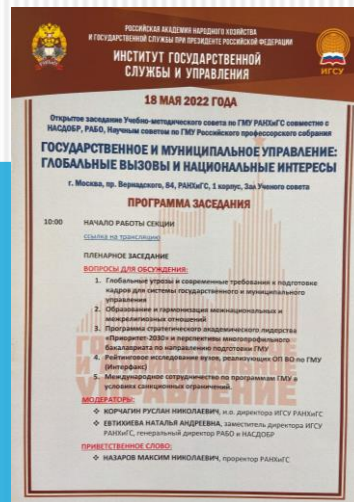 РОССИЙСКАЯ АКАДЕМИЯ НАРОДНОГО ХОЗЯЙСТВА
И ГОСУДАРСТВЕННОЙ СЛУЖБЫ ПРИ ПРЕЗИДЕНТЕ РОССИЙСКОЙ ФЕДЕРАЦИИ
ИНСТИТУТ ГОСУДАРСТВЕННОЙ
СЛУЖБЫ И УПРАВЛЕНИЯ
ИГСУ
18 МАЯ 2022 ГОДА
Открытое заседание Учебно-методического совета по ГМУ РАНХиГС совместно с
НАСДОБР, РАБО, Научным советом по ГМУ Российского профессорского собрания
ГОСУДАРСТВЕННОЕ И МУНИЦИПАЛЬНОЕ УПРАВЛЕНИЕ:
ГЛОБАЛЬНЫЕ ВЫЗОВЫ И НАЦИОНАЛЬНЫЕ ИНТЕРЕСЫ
г. Москва, пр. Вернадского, 84, РАНХиГС, 1 корпус, Зал Ученого совета
ПРОГРАММА ЗАСЕДАНИЯ
10:00 НАЧАЛО РАБОТЫ СЕКЦИИ
ссылка на трансляцию
ПЛЕНАРНОЕ ЗАСЕДАНИЕ
ВОПРОСЫ ДЛЯ ОБСУЖДЕНИЯ:
1. Глобальные угрозы и современные требования к подготовке
кадров для системы государственного и муниципального
управления
2. Образование и гармонизация межнациональных и
межрелигиозных отношений
3. Программа стратегического академического лидерства
«Приоритет-2030» и перспективы многопрофильного
бакалавриата по направлению подготовки ГМУ
4. Рейтинговое исследование вузов, реализующих ОП ВО по ГМУ
(Интерфакс)
5. Международное сотрудничество по программам ГМУ в
условиях санкционных ограничений.
МОДЕРАТОРЫ:
❖ КОРЧАГИН РУСЛАН НИКОЛАЕВИЧ, и.о. директора ИГСУ РАНХиГС
❖ ЕВТИХИЕВА НАТАЛЬЯ АНДРЕЕВНА, заместитель директора ИГСУ
РАНХиГС, генеральный директор РАБО и НАСДОБР
ПРИВЕТСТВЕННОЕ СЛОВО:
❖ НАЗАРОВ МАКСИМ НИКОЛАЕВИЧ, проректор РАНХиГС